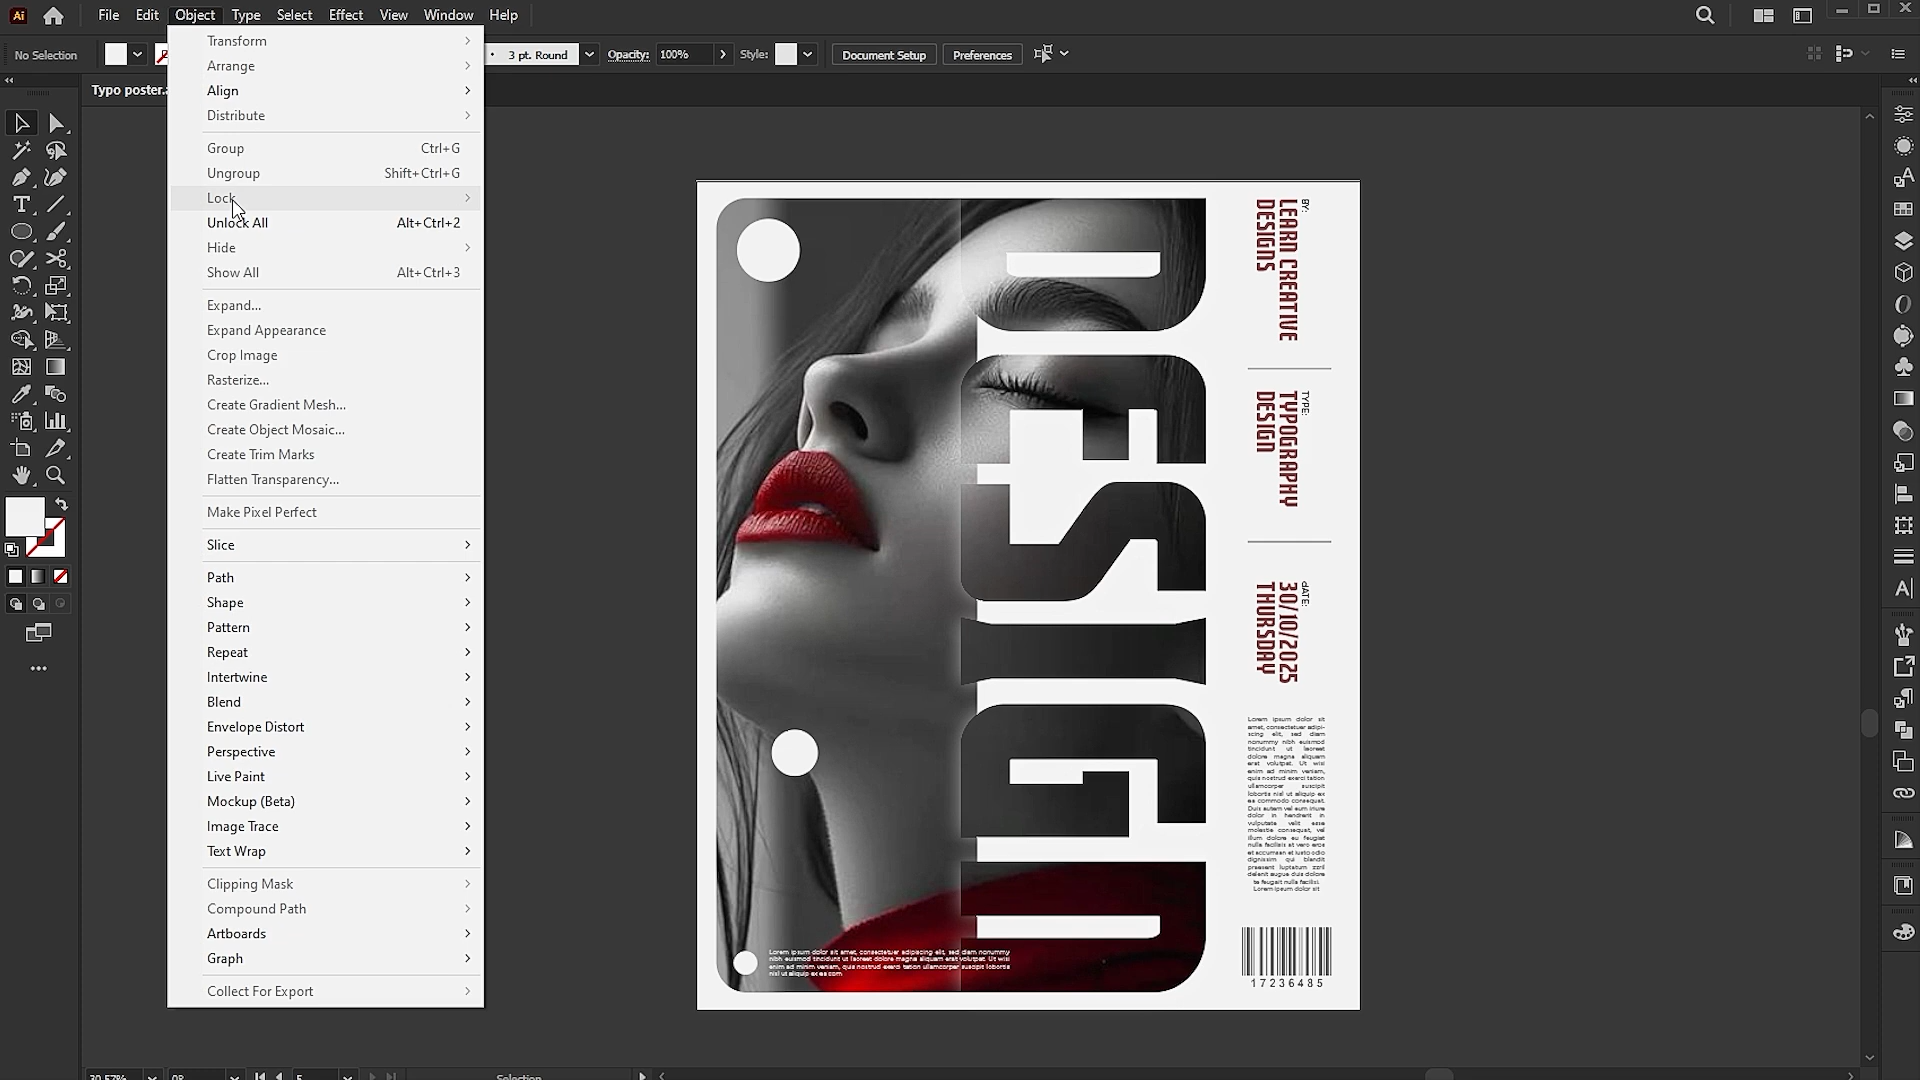 Ai
File Edit Object Type Select Effect View Window Help
No Selection
3 pt. Round
Opacity: 100%
Style:
Document Setup
Preferences
Typo poster.a
Transform
Arrange
Align
Distribute
Group Ctrl+G
Ungroup Shift+Ctrl+G
Lock
Unlock All Alt+Ctrl+2
Hide
Show All Alt+Ctrl+3
Expand...
Expand Appearance
Crop Image
Rasterize...
Create Gradient Mesh...
Create Object Mosaic...
Create Trim Marks
Flatten Transparency...
Make Pixel Perfect
Slice
Path
Shape
Pattern
Repeat
Intertwine
Blend
Envelope Distort
Perspective
Live Paint
Mockup (Beta)
Image Trace
Text Wrap
Clipping Mask
Compound Path
Artboards
Graph
Collect For Export
DESIGN
BY:
LEARN CREATIVE
DESIGNS
TYPE:
TYPOGRAPHY
DESIGN
dATE:
30/10/2025
THURSDAY
Lorem ipsum dolor sit
amet, consectetuer adipi-
scing elit, sed diam
nonummy nibh euismod
tincidunt ut laoreet
dolore magna aliquam
erat volutpat. Ut wisi
enim ad minim veniam,
quis nostrud exerci tation
ullamcorper suscipit
lobortis nisl ut aliquip ex
ea commodo consequat.
Duis autem vel eum iriure
dolor in hendrerit in
vulputate velit esse
molestie consequat, vel
illum dolore eu feugiat
nulla facilisis at vero eros
et accumsan et iusto odio
dignissim qui blandit
praesent luptatum zzril
delenit augue duis dolore
te feugait nulla facilisi.
Lorem ipsum dolor sit
Lorem ipsum dolor sit amet, consectetuer adipiscing elit, sed diam nonummy
nibh euismod tincidunt ut laoreet dolore magna aliquam erat volutpat. Ut wisi
enim ad minim veniam, quis nostrud exerci tation ullamcorper suscipit lobortis
nisl ut aliquip ex ea com
17236485
30.57%
08
5
Selection